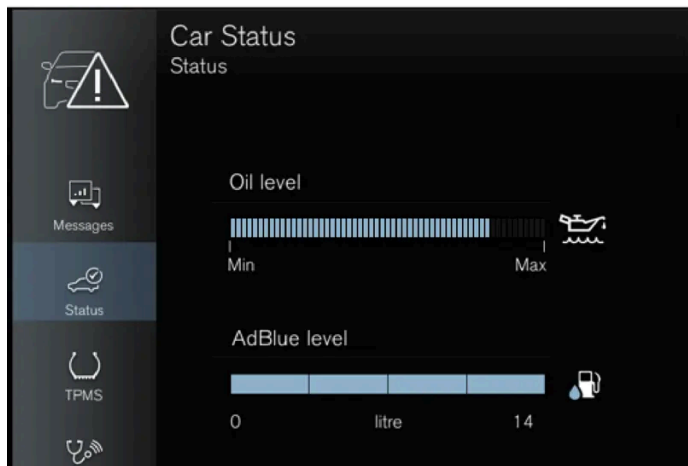 Car Status
Status
Messages
Status
TPMS
Oil level
Min Max
AdBlue level
0 litre 14